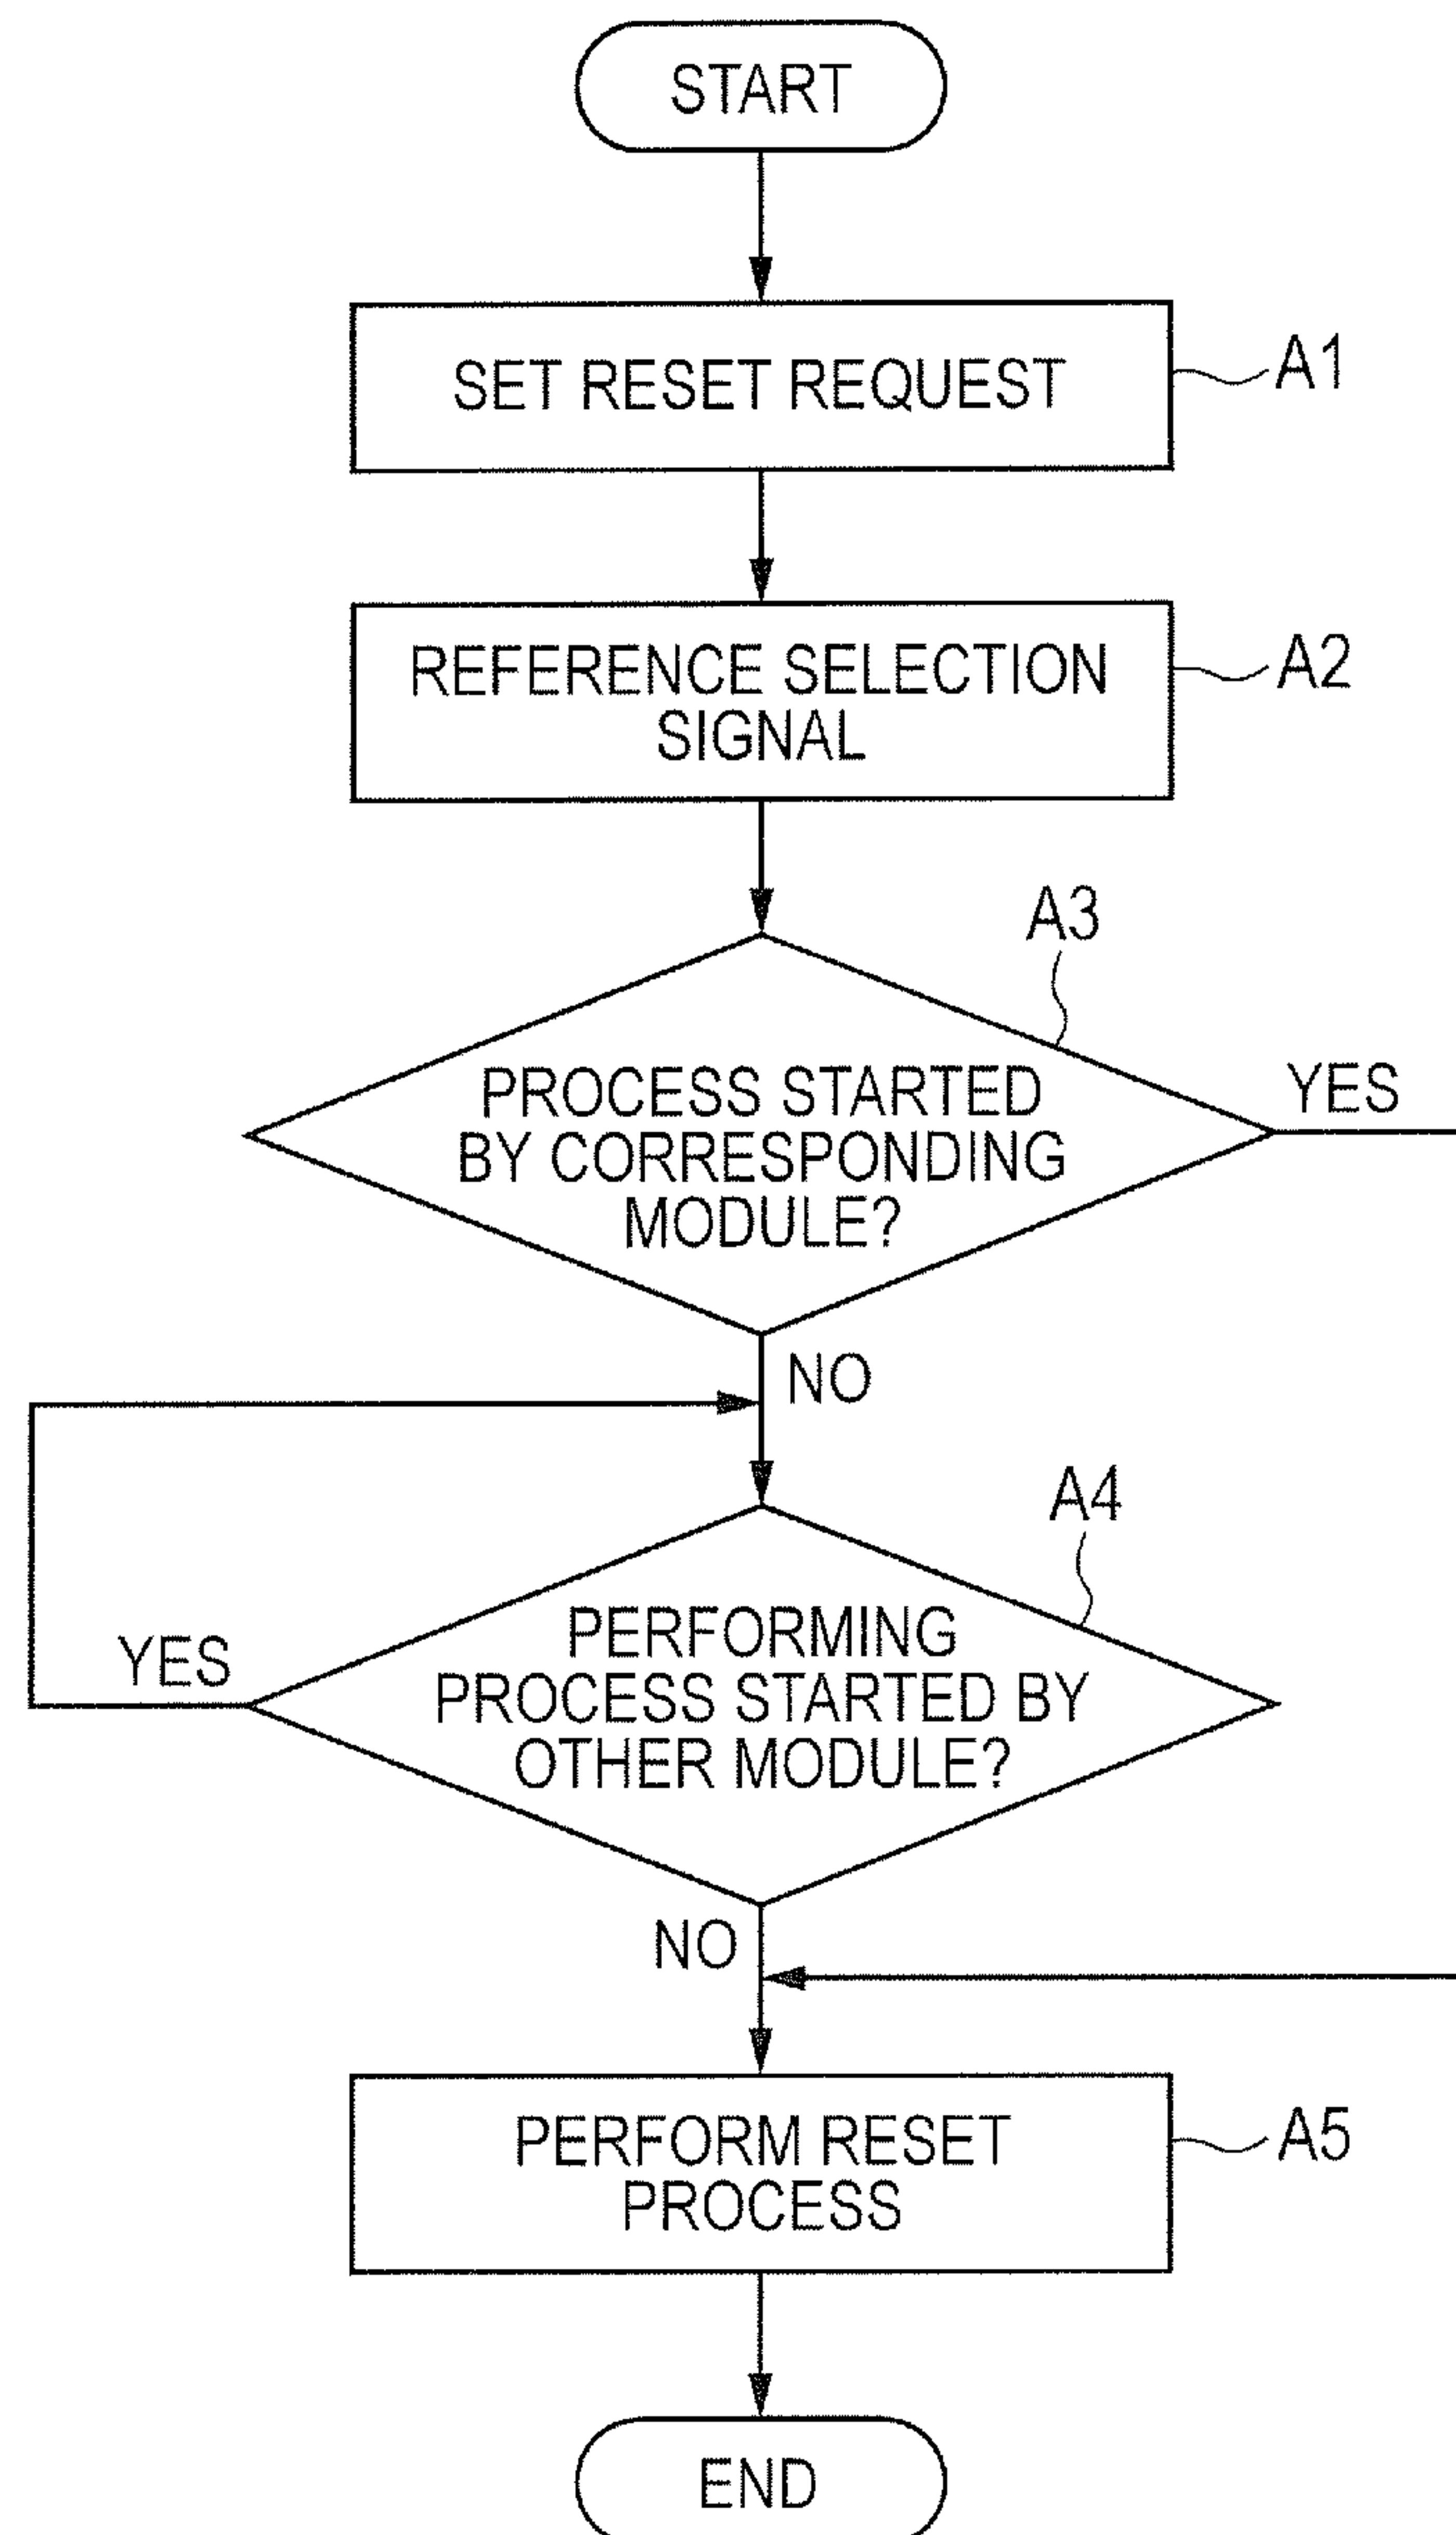 START
SET RESET REQUEST
A1
REFERENCE SELECTION
SIGNAL
A2
A3
PROCESS STARTED
BY CORRESPONDING
MODULE?
YES
NO
A4
PERFORMING
PROCESS STARTED BY
OTHER MODULE?
YES
NO
PERFORM RESET
PROCESS
A5
END